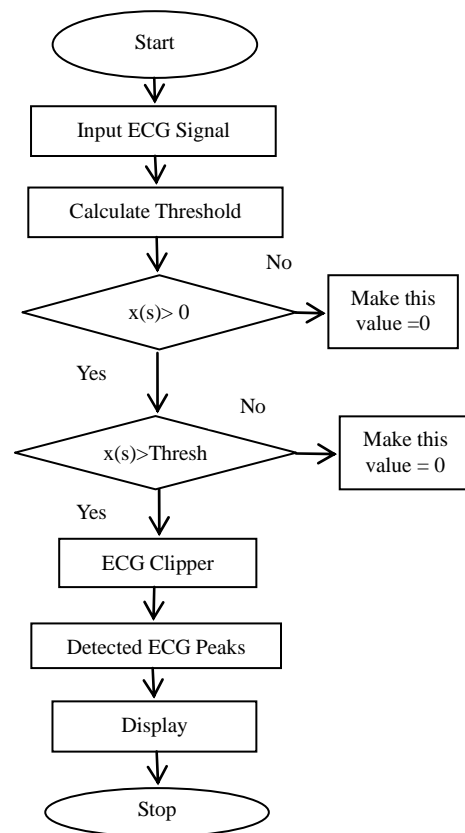 Start
Input ECG Signal
Calculate Threshold
No
x(s)> 0
Make this
value =0
Yes
No
x(s)>Thresh
Make this
value = 0
Yes
ECG Clipper
Detected ECG Peaks
Display
Stop